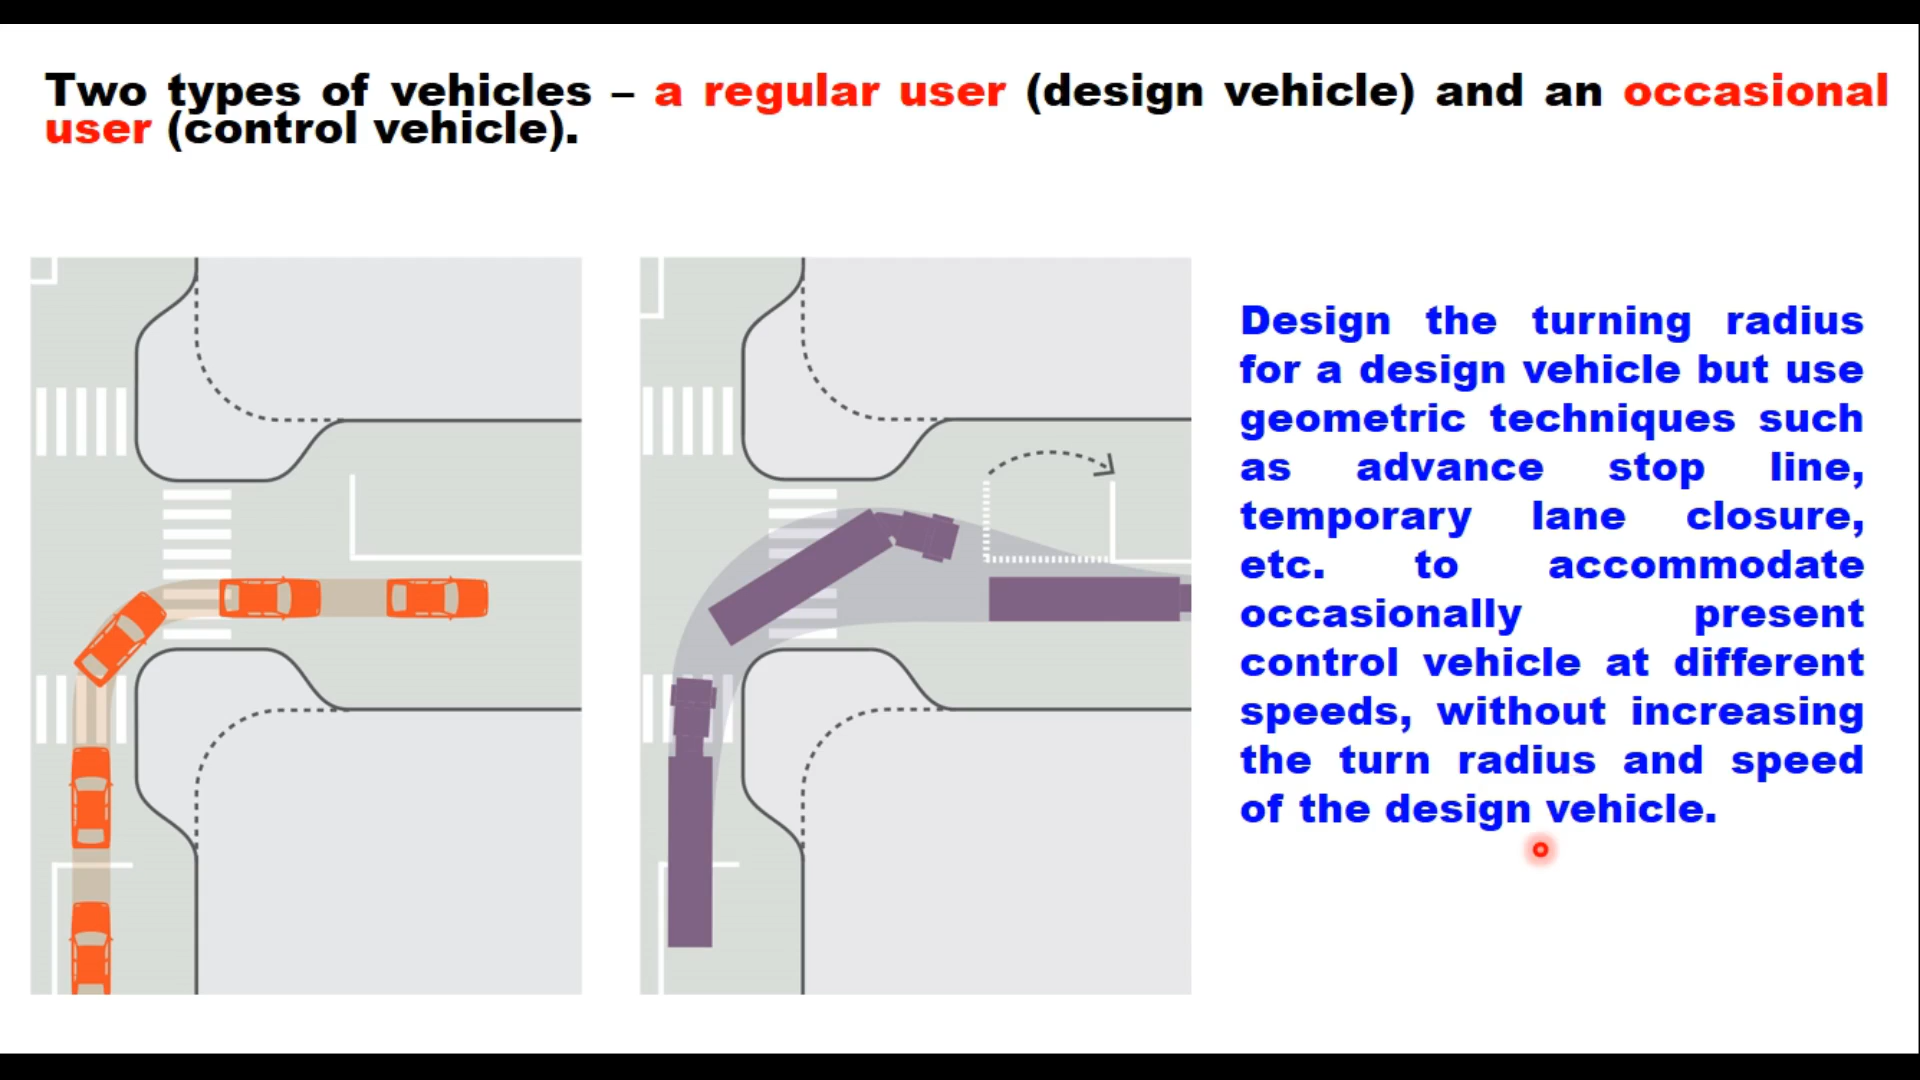 Two types of vehicles – a regular user (design vehicle) and an occasional
user (control vehicle).
Design the turning radius
for a design vehicle but use
geometric techniques such
as advance stop line,
temporary lane closure,
etc. to accommodate
occasionally present
control vehicle at different
speeds, without increasing
the turn radius and speed
of the design vehicle.